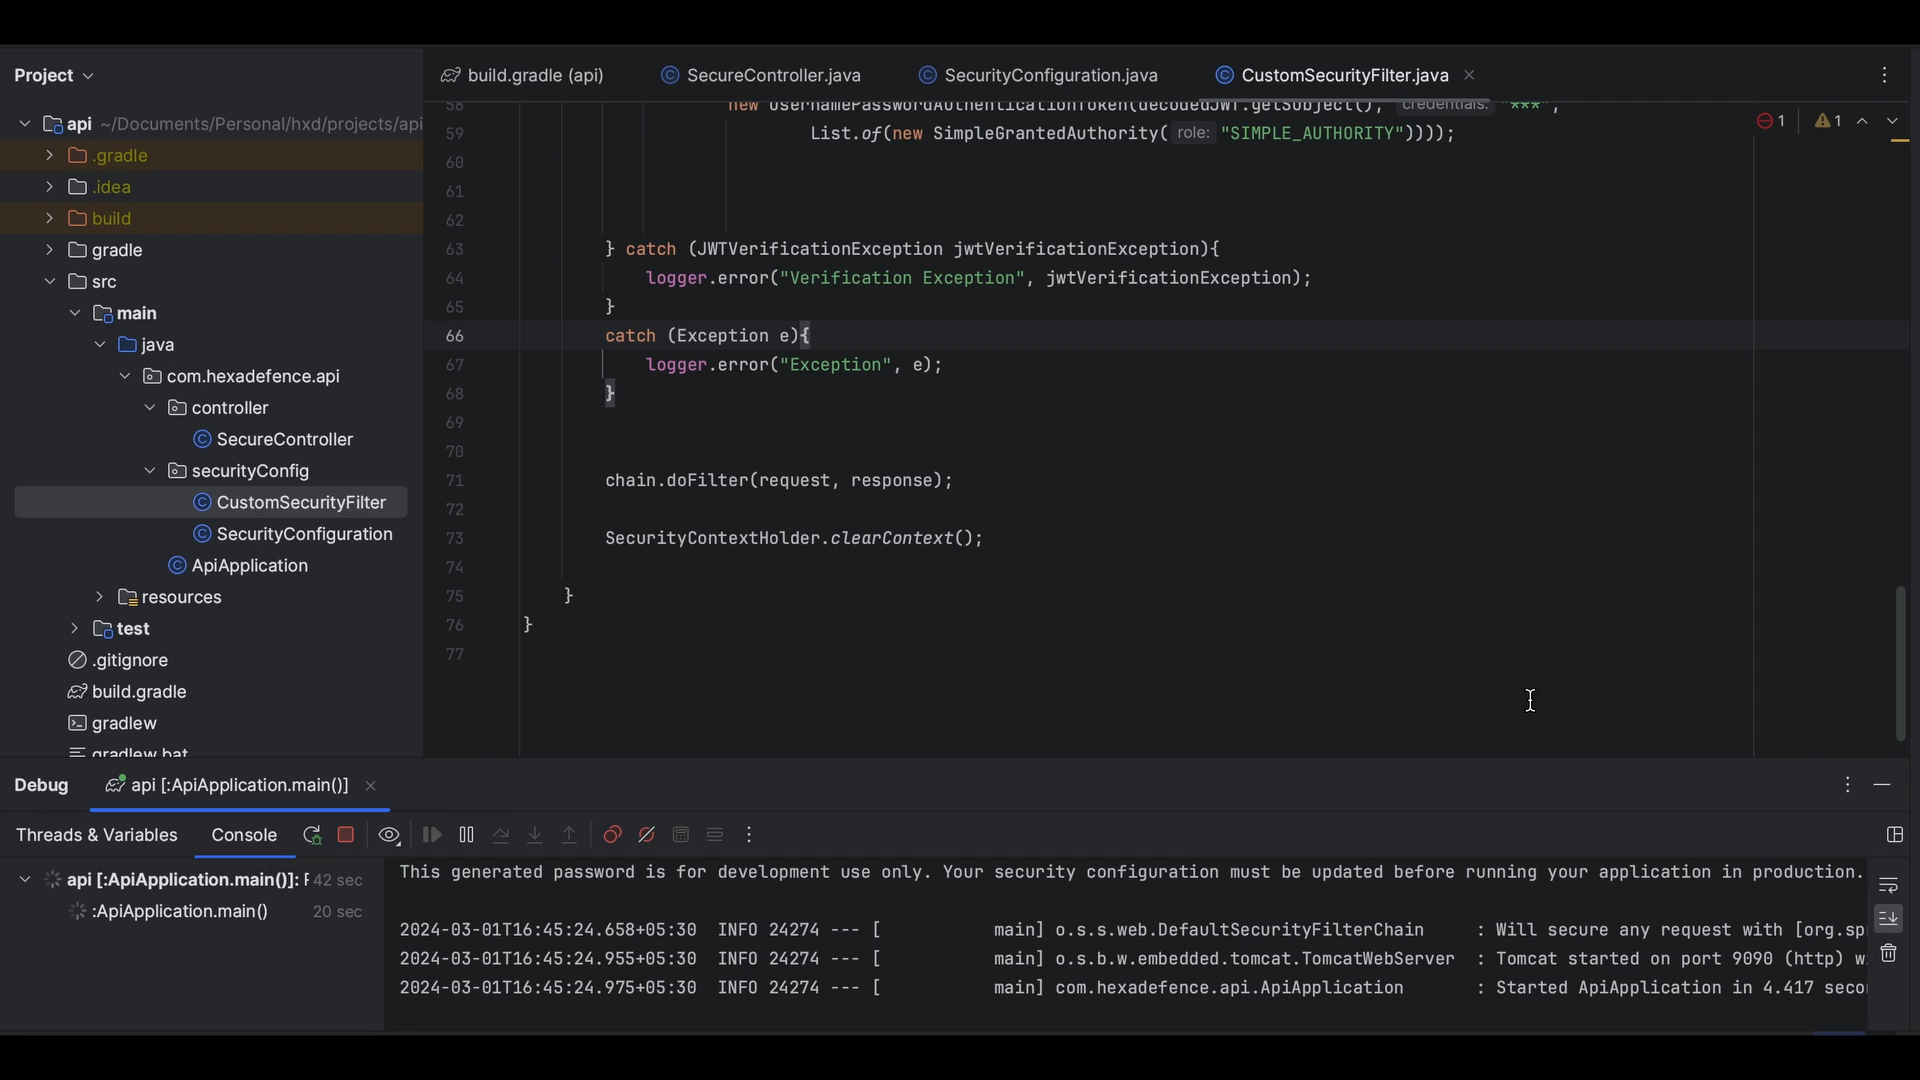 Project
build.gradle (api)
SecureController.java
SecurityConfiguration.java
CustomSecurityFilter.java
api ~/Documents/Personal/hxd/projects/api
.gradle
.idea
build
gradle
src
main
java
com.hexadefence.api
controller
SecureController
securityConfig
CustomSecurityFilter
SecurityConfiguration
ApiApplication
resources
test
.gitignore
build.gradle
gradlew
gradlew.bat
1 1
58 new UsernamePasswordAuthenticationToken(decodedJWT.getSubject(), credentials: "***",
59 List.of(new SimpleGrantedAuthority( role: "SIMPLE_AUTHORITY"))));
60
61
62
63 } catch (JWTVerificationException jwtVerificationException){
64 logger.error("Verification Exception", jwtVerificationException);
65 }
66 catch (Exception e){
67 logger.error("Exception", e);
68 }
69
70
71 chain.doFilter(request, response);
72
73 SecurityContextHolder.clearContext();
74
75 }
76 }
77
Debug
api [:ApiApplication.main()]
Threads & Variables
Console
api [:ApiApplication.main()]: 42 sec
:ApiApplication.main() 20 sec
This generated password is for development use only. Your security configuration must be updated before running your application in production.
2024-03-01T16:45:24.658+05:30 INFO 24274 --- [ main] o.s.s.web.DefaultSecurityFilterChain : Will secure any request with [org.sp
2024-03-01T16:45:24.955+05:30 INFO 24274 --- [ main] o.s.b.w.embedded.tomcat.TomcatWebServer : Tomcat started on port 9090 (http) w
2024-03-01T16:45:24.975+05:30 INFO 24274 --- [ main] com.hexadefence.api.ApiApplication : Started ApiApplication in 4.417 seco